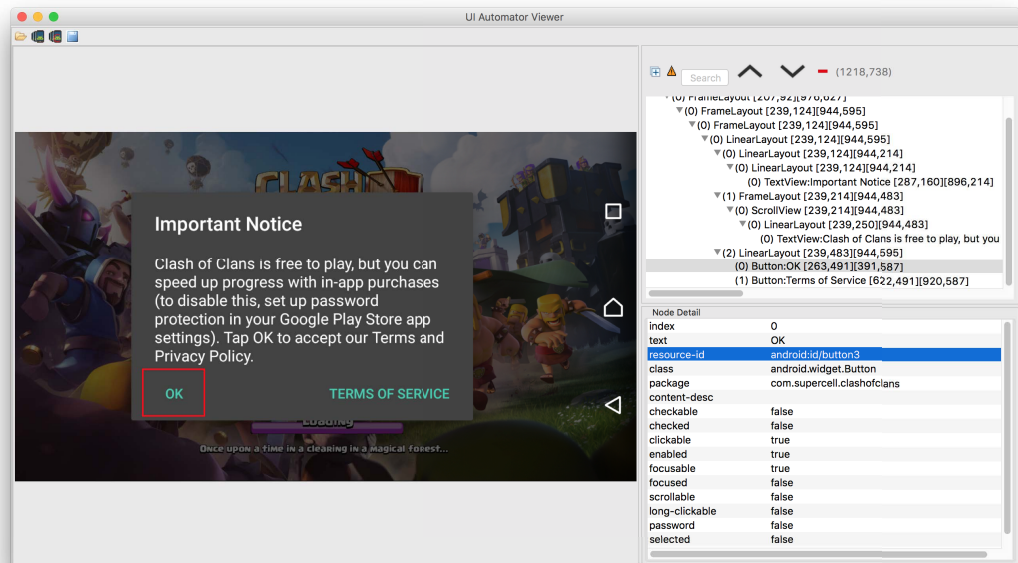 UI Automator Viewer
Search
(1218,738)
(0) FrameLayout [207,92][976,627]
(0) FrameLayout [239,124][944,595]
(0) FrameLayout [239,124][944,595]
(0) LinearLayout [239,124][944,595]
(0) LinearLayout [239,124][944,214]
(0) LinearLayout [239,124][944,214]
(0) TextView:Important Notice [287,160][896,214]
(1) FrameLayout [239,214][944,483]
(0) ScrollView [239,214][944,483]
(0) LinearLayout [239,250][944,483]
(0) TextView:Clash of Clans is free to play, but you
(2) LinearLayout [239,483][944,595]
(0) Button:OK [263,491][391,587]
(1) Button:Terms of Service [622,491][920,587]
CLASH
Important Notice
Clash of Clans is free to play, but you can
speed up progress with in-app purchases
(to disable this, set up password
protection in your Google Play Store app
settings). Tap OK to accept our Terms and
Privacy Policy.
OK
TERMS OF SERVICE
Loading
Once upon a time in a clearing in a magical forest...
Node Detail
index 0
text OK
resource-id android:id/button3
class android.widget.Button
package com.supercell.clashofclans
content-desc
checkable false
checked false
clickable true
enabled true
focusable true
focused false
scrollable false
long-clickable false
password false
selected false